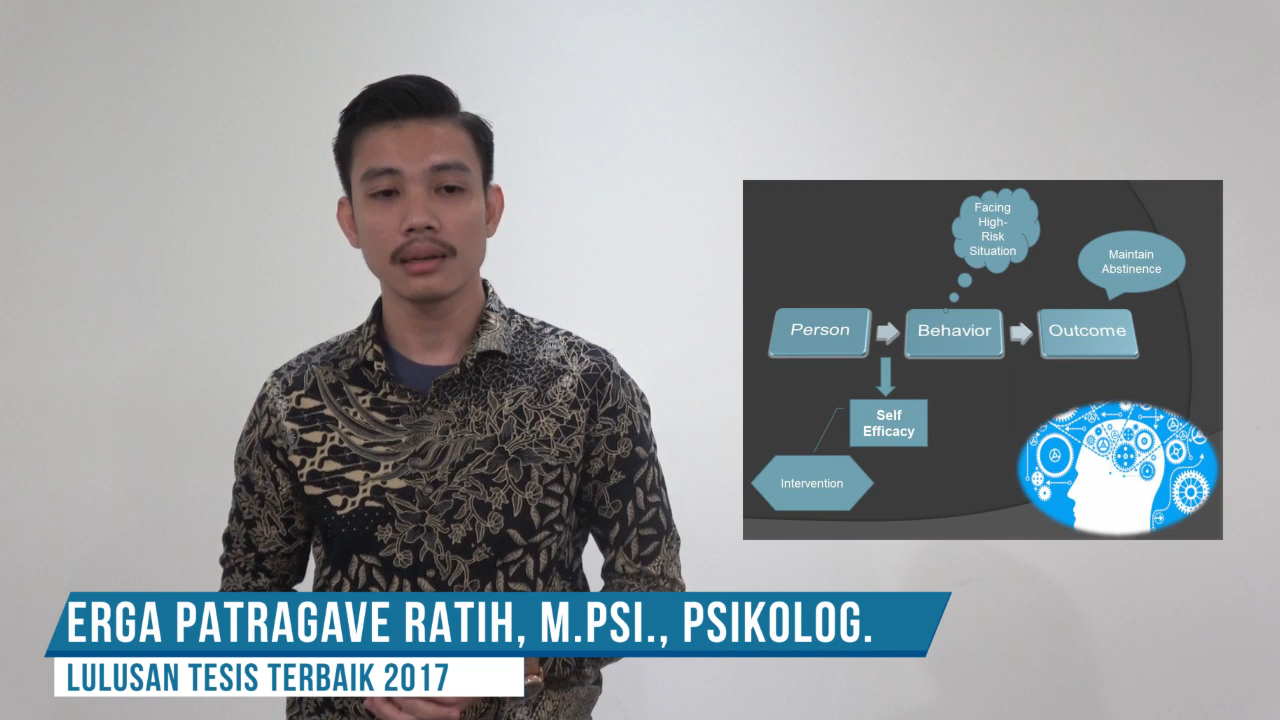 Facing
High-
Risk
Situation
Maintain
Abstinence
Person
Behavior
Outcome
Self
Efficacy
Intervention
ERGA PATRAGAVE RATIH, M.PSI., PSIKOLOG.
LULUSAN TESIS TERBAIK 2017